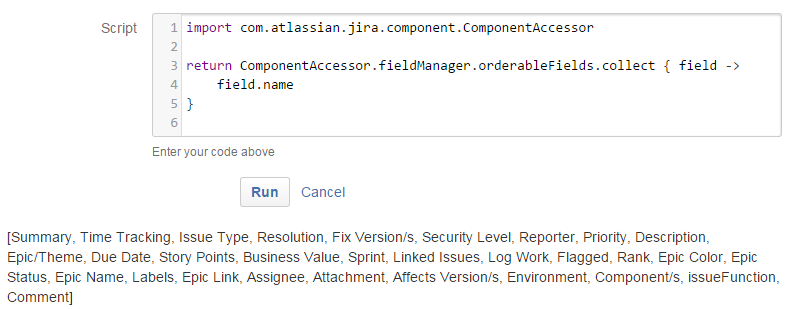 Script
1 import com.atlassian.jira.component.ComponentAccessor
2
3 return ComponentAccessor.fieldManager.orderableFields.collect { field ->
4     field.name
5 }
6
Enter your code above
Run Cancel
[Summary, Time Tracking, Issue Type, Resolution, Fix Version/s, Security Level, Reporter, Priority, Description,
Epic/Theme, Due Date, Story Points, Business Value, Sprint, Linked Issues, Log Work, Flagged, Rank, Epic Color, Epic
Status, Epic Name, Labels, Epic Link, Assignee, Attachment, Affects Version/s, Environment, Component/s, issueFunction,
Comment]